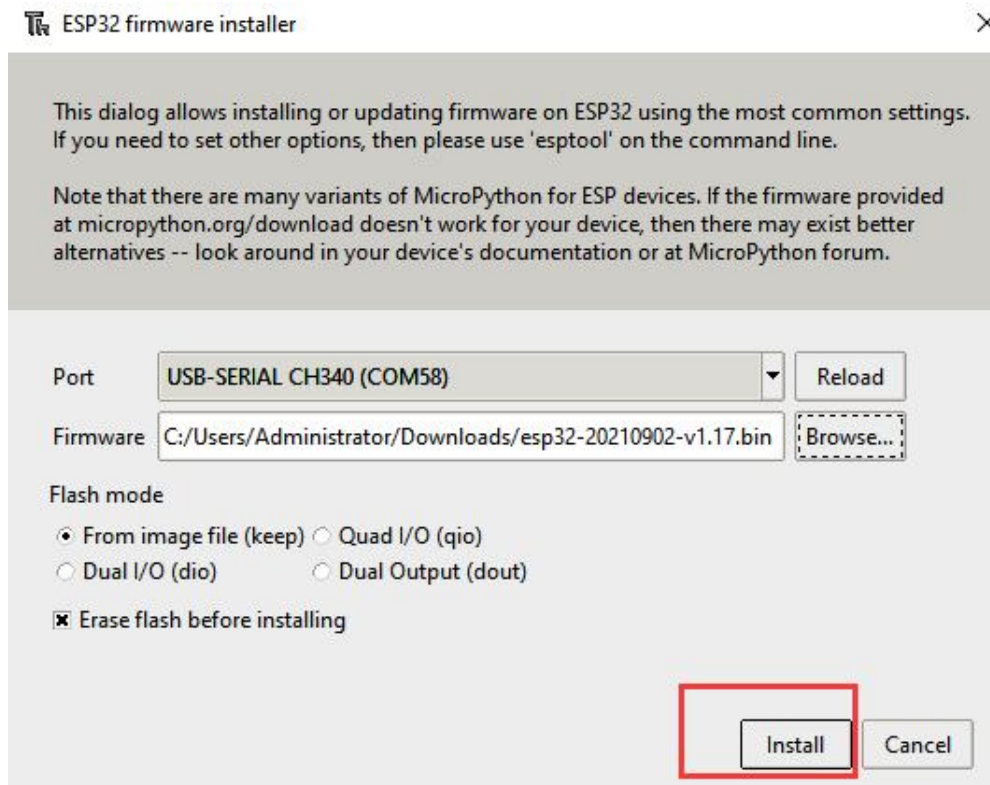 ESP32 firmware installer
This dialog allows installing or updating firmware on ESP32 using the most common settings.
If you need to set other options, then please use 'esptool' on the command line.
Note that there are many variants of MicroPython for ESP devices. If the firmware provided
at micropython.org/download doesn't work for your device, then there may exist better
alternatives -- look around in your device's documentation or at MicroPython forum.
Port USB-SERIAL CH340 (COM58) Reload
Firmware C:/Users/Administrator/Downloads/esp32-20210902-v1.17.bin Browse...
Flash mode
From image file (keep) Quad I/O (qio)
Dual I/O (dio) Dual Output (dout)
Erase flash before installing
Install Cancel